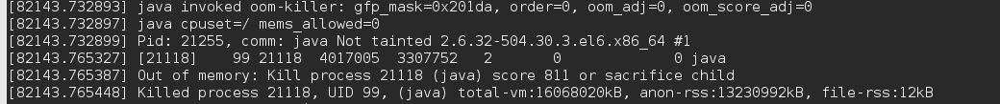 [82143.732893] java invoked oom-killer: gfp_mask=0x201da, order=0, oom_adj=0, oom_score_adj=0
[82143.732897] java cpuset=/ mems_allowed=0
[82143.732899] Pid: 21255, comm: java Not tainted 2.6.32-504.30.3.el6.x86_64 #1
[82143.765327] [21118]    99 21118  4017005  3307752   2       0             0 java
[82143.765387] Out of memory: Kill process 21118 (java) score 811 or sacrifice child
[82143.765448] Killed process 21118, UID 99, (java) total-vm:16068020kB, anon-rss:13230992kB, file-rss:12kB